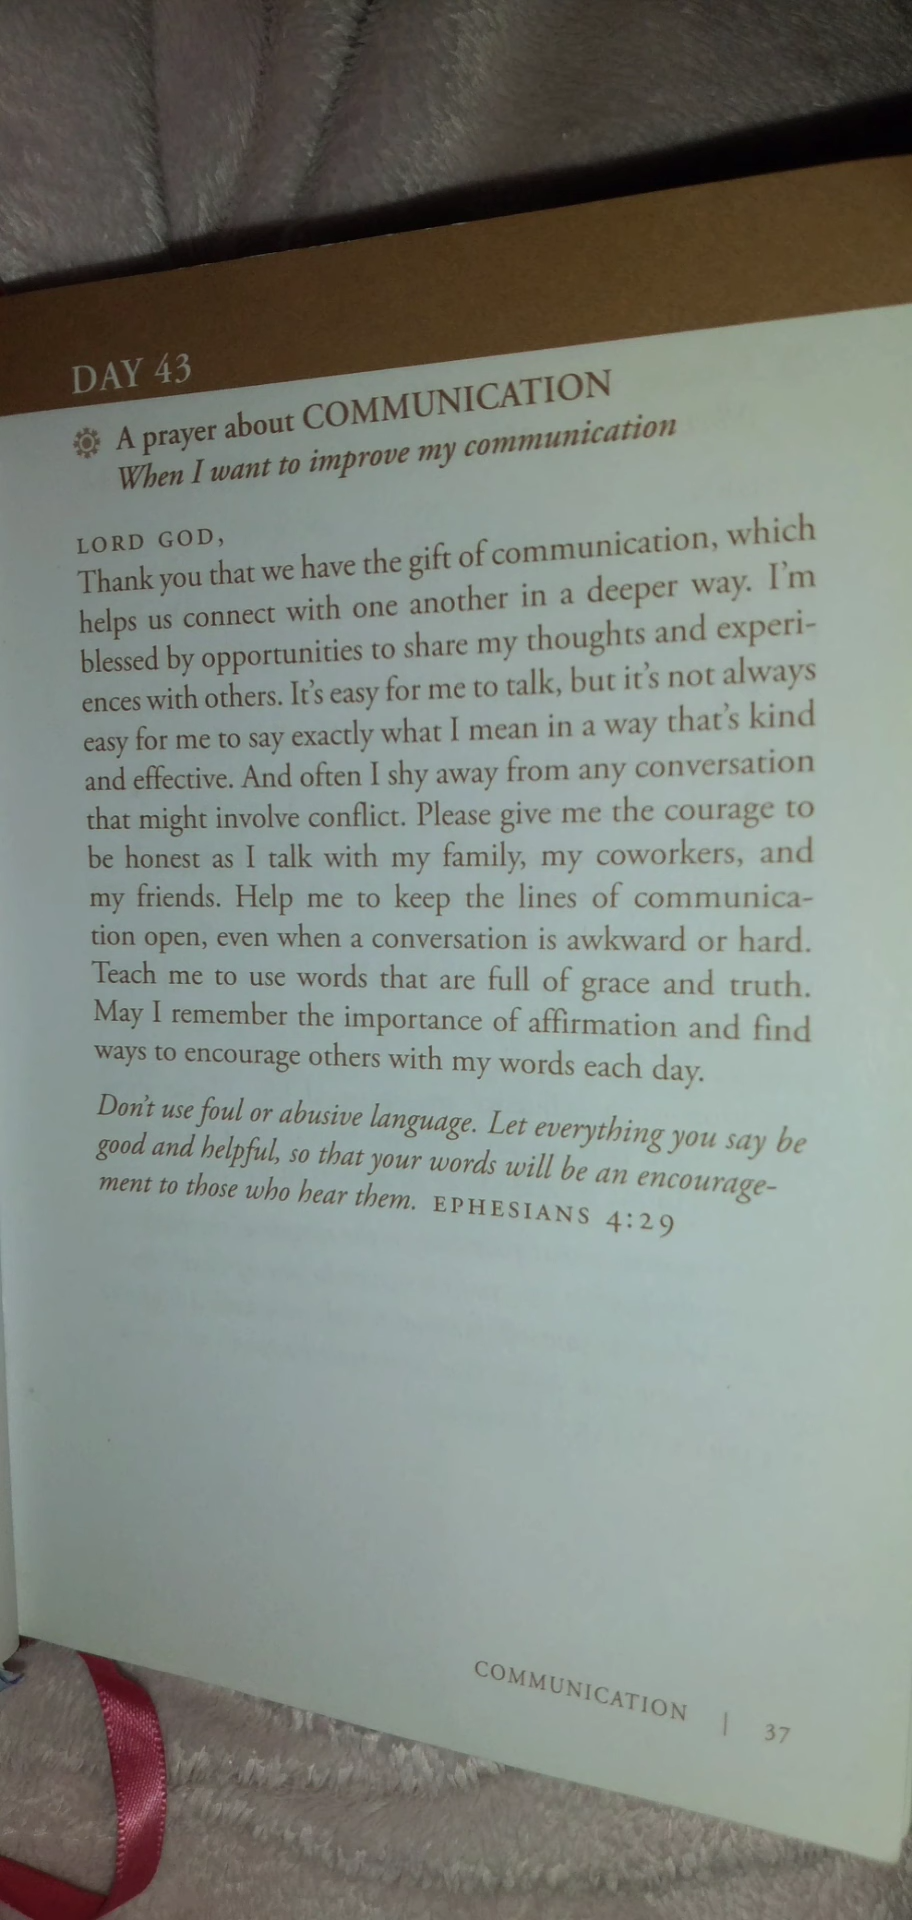 DAY 43
A prayer about COMMUNICATION
When I want to improve my communication
LORD GOD,
Thank you that we have the gift of communication, which
helps us connect with one another in a deeper way. I'm
blessed by opportunities to share my thoughts and experi-
ences with others. It's easy for me to talk, but it's not always
easy for me to say exactly what I mean in a way that's kind
and effective. And often I shy away from any conversation
that might involve conflict. Please give me the courage to
be honest as I talk with my family, my coworkers, and
my friends. Help me to keep the lines of communica-
tion open, even when a conversation is awkward or hard.
Teach me to use words that are full of grace and truth.
May I remember the importance of affirmation and find
ways to encourage others with my words each day.
Don't use foul or abusive language. Let everything you say be
good and helpful, so that your words will be an encourage-
ment to those who hear them. EPHESIANS 4:29
COMMUNICATION | 37